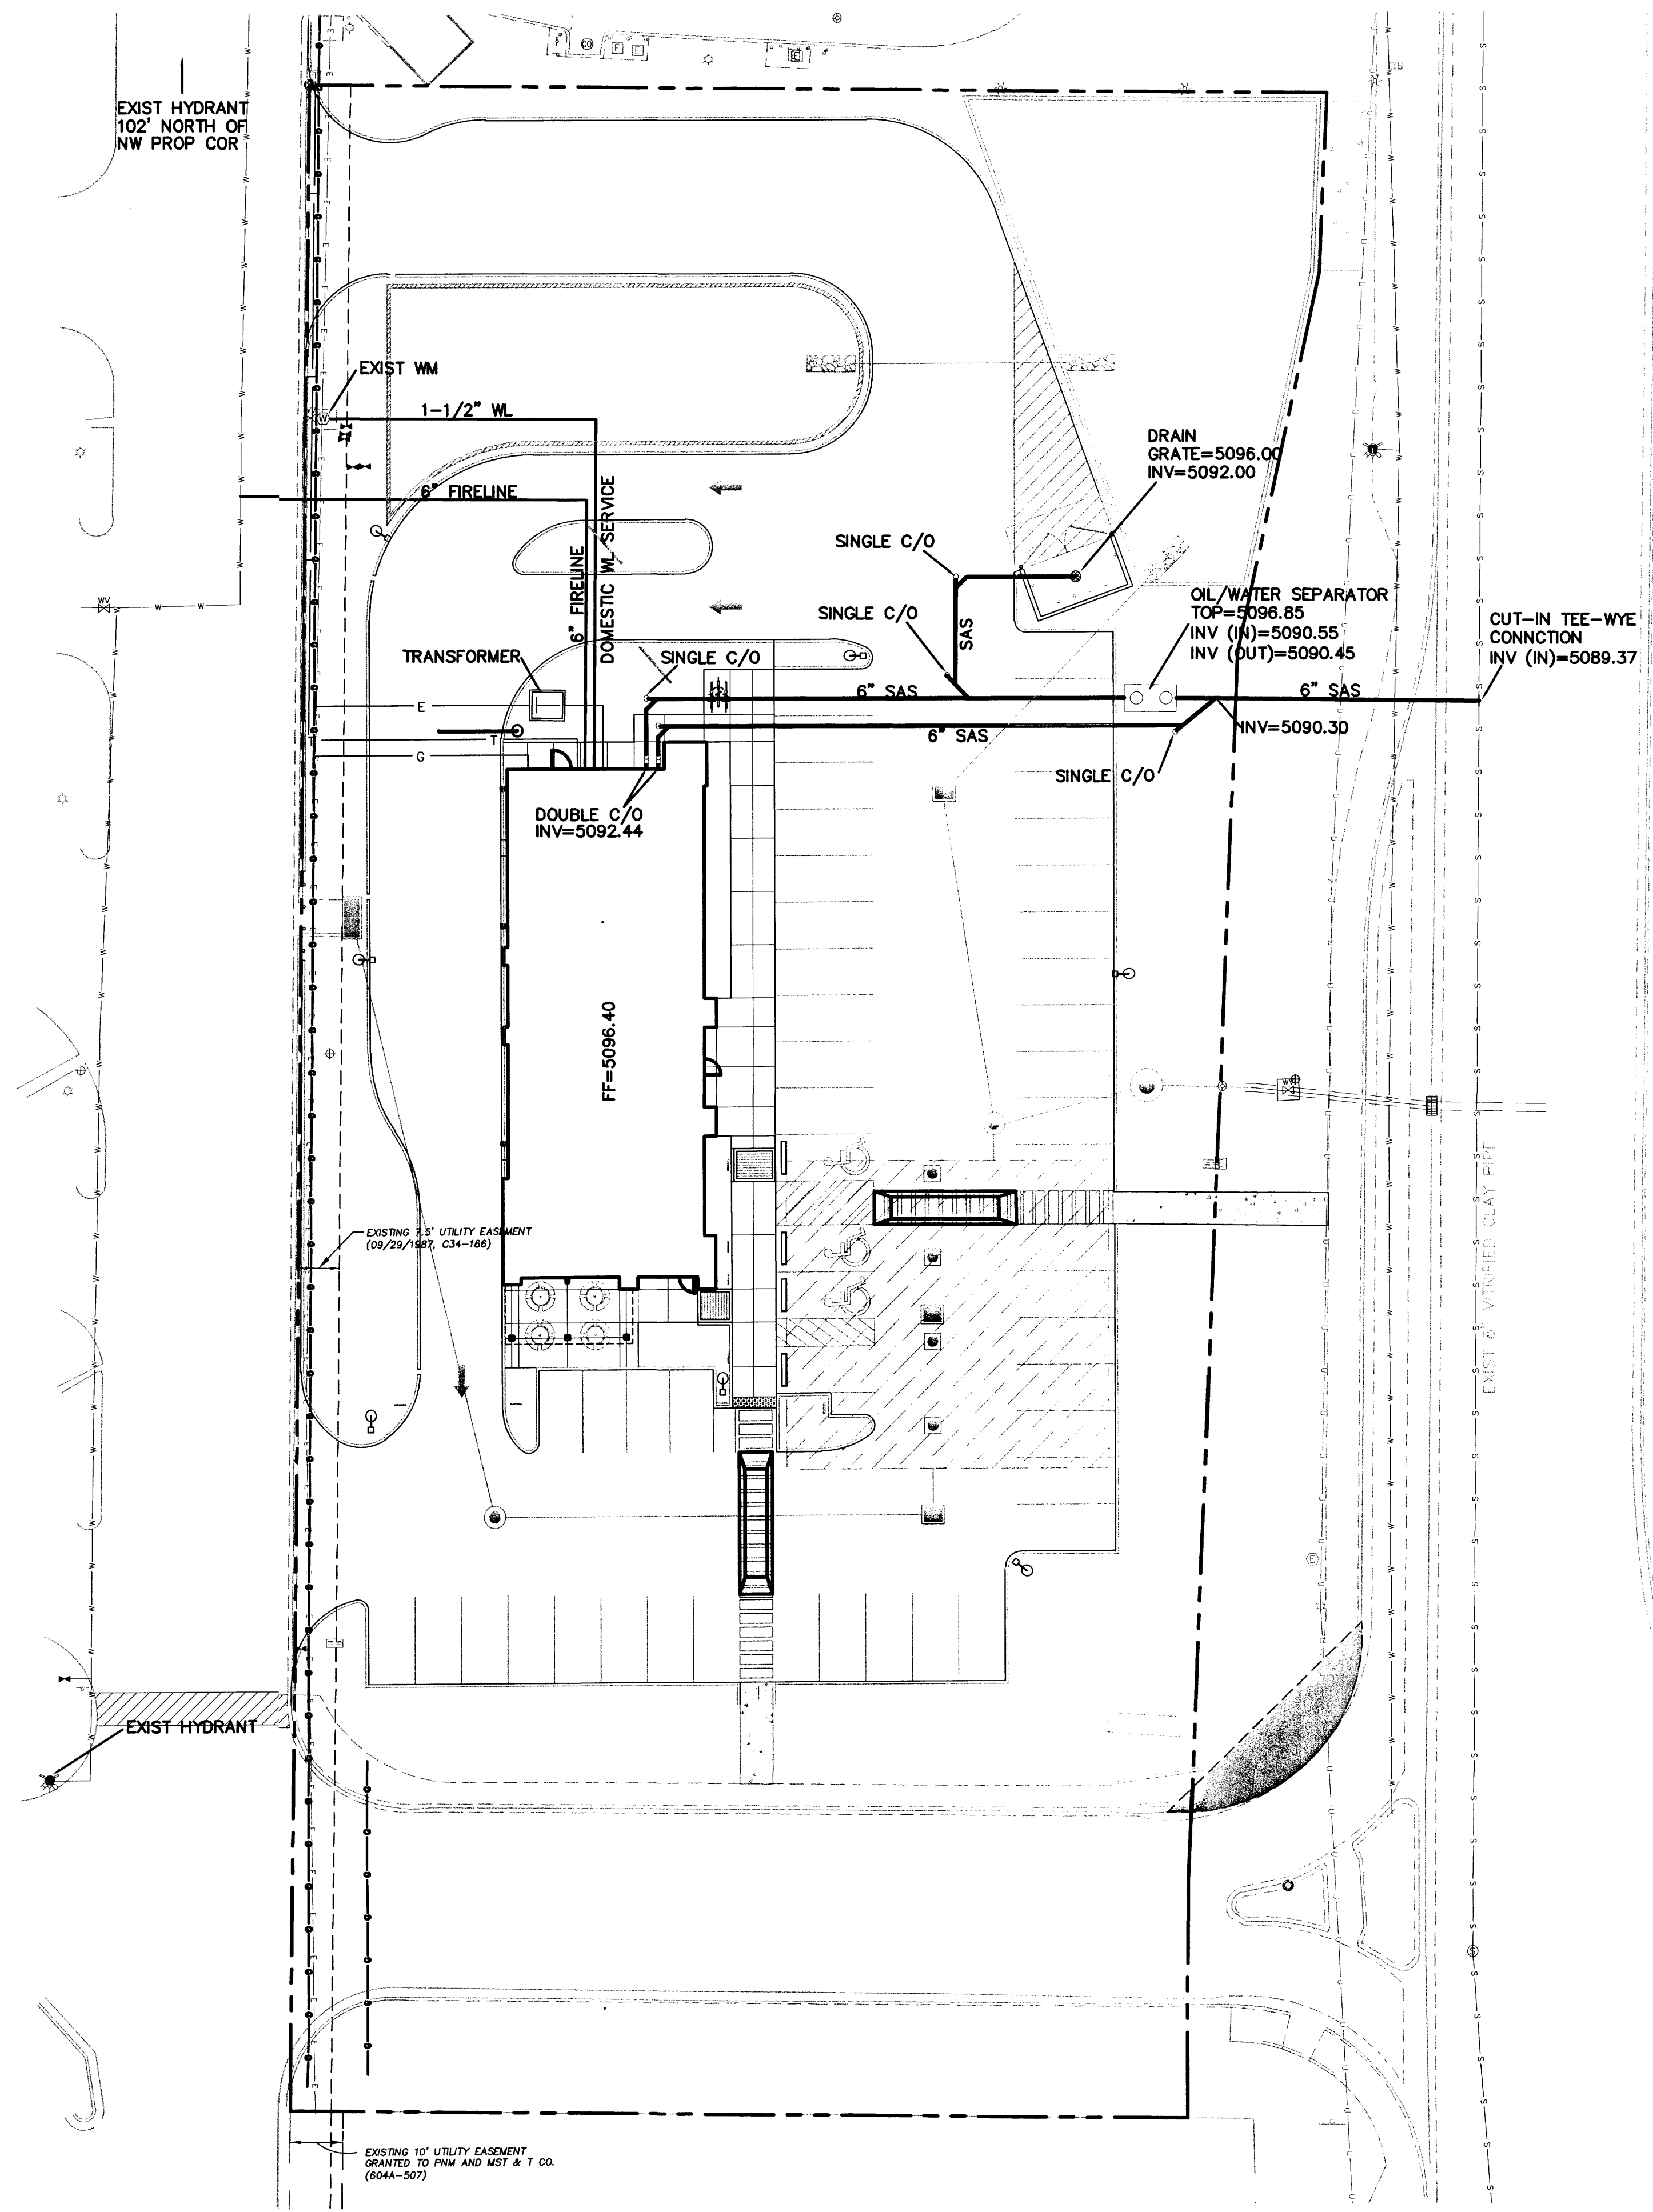 EXIST HYDRANT
102' NORTH OF
NW PROP COR
EXIST WM
1-1/2" WL
6" FIRELINE
6" FIRELINE
DOMESTIC WL SERVICE
DRAIN
GRATE=5096.00
INV=5092.00
SINGLE C/O
SINGLE C/O
SAS
OIL/WATER SEPARATOR
TOP=5096.85
INV (IN)=5090.55
INV (OUT)=5090.45
CUT-IN TEE-WYE
CONNCTION
INV (IN)=5089.37
TRANSFORMER
SINGLE C/O
6" SAS
6" SAS
6" SAS
INV=5090.30
SINGLE C/O
E
T
G
DOUBLE C/O
INV=5092.44
FF=5096.40
EXISTING 7.5' UTILITY EASEMENT
(09/29/1987, C34-166)
EXIST 8" VITRIFIED CLAY PIPE
EXIST HYDRANT
EXISTING 10' UTILITY EASEMENT
GRANTED TO PNM AND MST & T CO.
(604A-507)